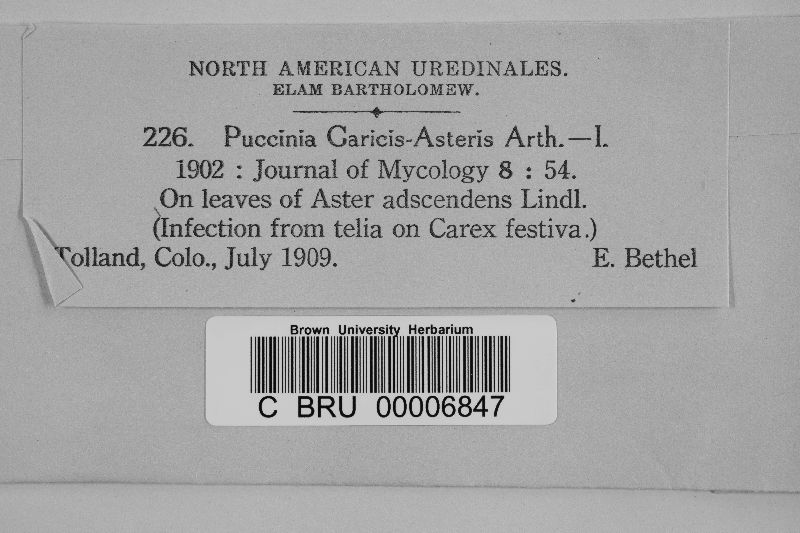 NORTH AMERICAN UREDINALES.
ELAM BARTHOLOMEW.
226. Puccinia Caricis-Asteris Arth.—I.
1902 : Journal of Mycology 8 : 54.
On leaves of Aster adscendens Lindl.
(Infection from telia on Carex festiva.)
Tolland, Colo., July 1909. E. Bethel
Brown University Herbarium
C BRU 00006847